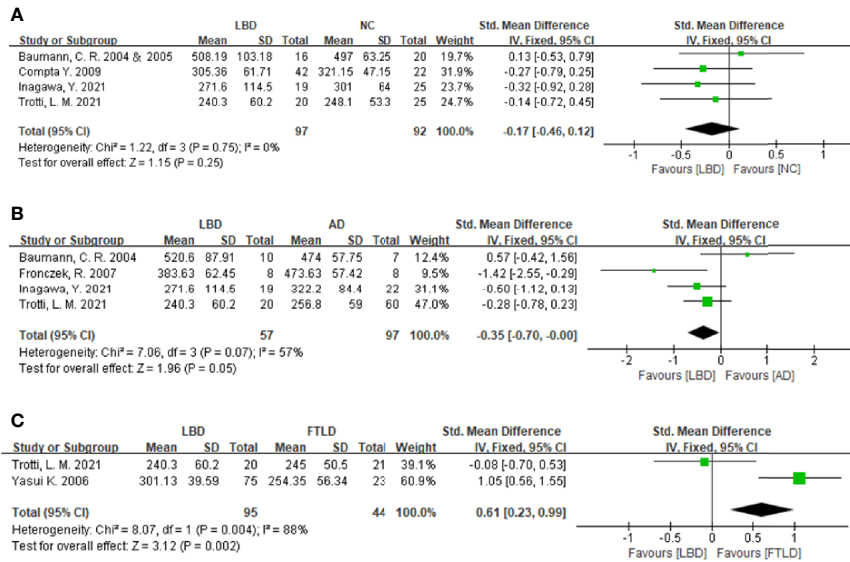 A
LBD NC Std. Mean Difference Std. Mean Difference
Study or Subgroup Mean SD Total Mean SD Total Weight IV, Fixed, 95% CI IV, Fixed, 95% CI
Baumann, C. R. 2004 & 2005 508.19 103.18 16 497 63.25 20 19.7% 0.13 [-0.53, 0.79]
Compta Y. 2009 305.36 61.71 42 321.15 47.15 22 31.9% -0.27 [-0.79, 0.25]
Inagawa, Y. 2021 271.6 114.5 19 301 64 25 23.7% -0.32 [-0.92, 0.28]
Trotti, L. M. 2021 240.3 60.2 20 248.1 53.3 25 24.7% -0.14 [-0.72, 0.45]
Total (95% CI) 97 92 100.0% -0.17 [-0.46, 0.12]
Heterogeneity: Chi² = 1.22, df = 3 (P = 0.75); I² = 0%
Test for overall effect: Z = 1.15 (P = 0.25)
-1 -0.5 0 0.5 1
Favours [LBD] Favours [NC]
B
LBD AD Std. Mean Difference Std. Mean Difference
Study or Subgroup Mean SD Total Mean SD Total Weight IV, Fixed, 95% CI IV, Fixed, 95% CI
Baumann, C. R. 2004 520.6 87.91 10 474 57.75 7 12.4% 0.57 [-0.42, 1.56]
Fronczek, R. 2007 383.63 62.45 8 473.63 57.42 8 9.5% -1.42 [-2.55, -0.29]
Inagawa, Y. 2021 271.6 114.5 19 322.2 84.4 22 31.1% -0.50 [-1.12, 0.13]
Trotti, L. M. 2021 240.3 60.2 20 256.8 59 60 47.0% -0.28 [-0.78, 0.23]
Total (95% CI) 57 97 100.0% -0.35 [-0.70, -0.00]
Heterogeneity: Chi² = 7.06, df = 3 (P = 0.07); I² = 57%
Test for overall effect: Z = 1.96 (P = 0.05)
-2 -1 0 1 2
Favours [LBD] Favours [AD]
C
LBD FTLD Std. Mean Difference Std. Mean Difference
Study or Subgroup Mean SD Total Mean SD Total Weight IV, Fixed, 95% CI IV, Fixed, 95% CI
Trotti, L. M. 2021 240.3 60.2 20 245 50.5 21 39.1% -0.08 [-0.70, 0.53]
Yasui K. 2006 301.13 39.59 75 254.35 56.34 23 60.9% 1.05 [0.56, 1.55]
Total (95% CI) 95 44 100.0% 0.61 [0.23, 0.99]
Heterogeneity: Chi² = 8.07, df = 1 (P = 0.004); I² = 88%
Test for overall effect: Z = 3.12 (P = 0.002)
-1 -0.5 0 0.5 1
Favours [LBD] Favours [FTLD]